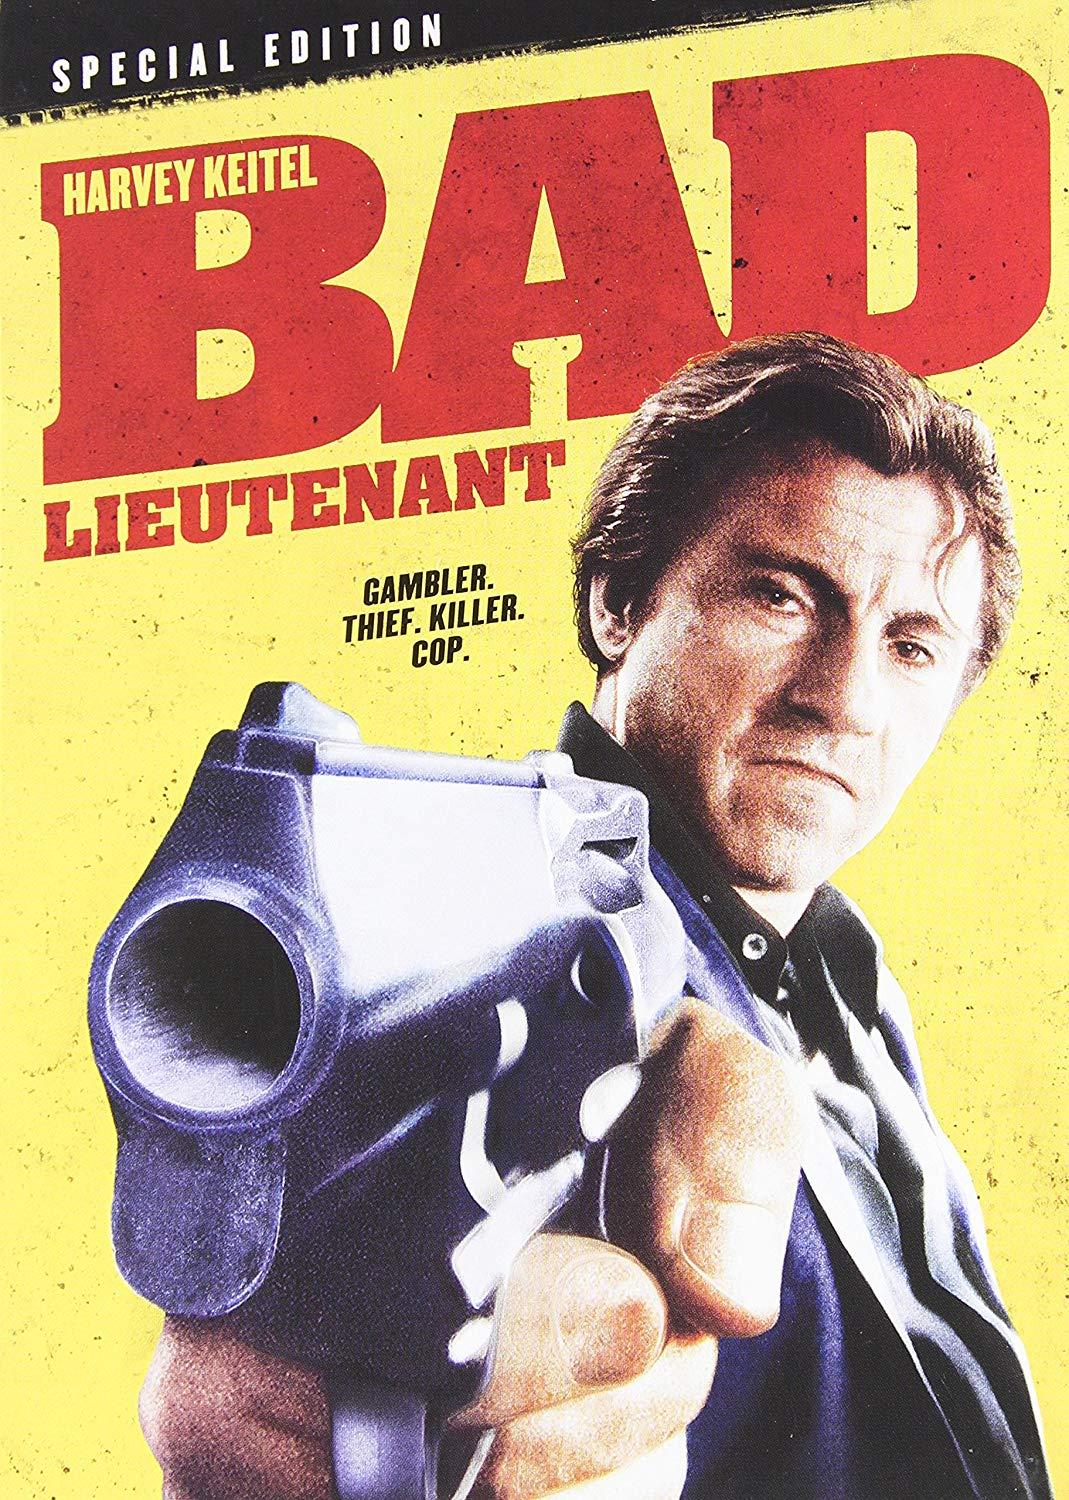 SPECIAL EDITION
HARVEY KEITEL
BAD
LIEUTENANT
GAMBLER.
THIEF. KILLER.
COP.